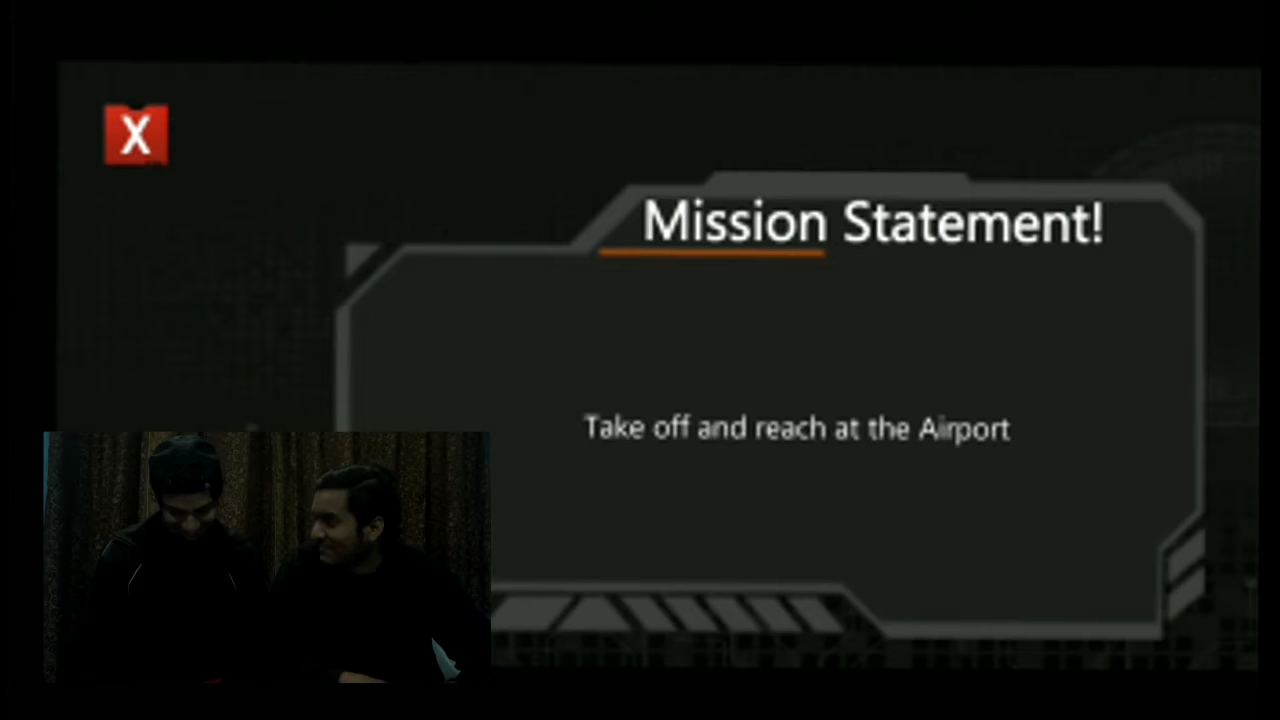 X
Mission Statement!
Take off and reach at the Airport